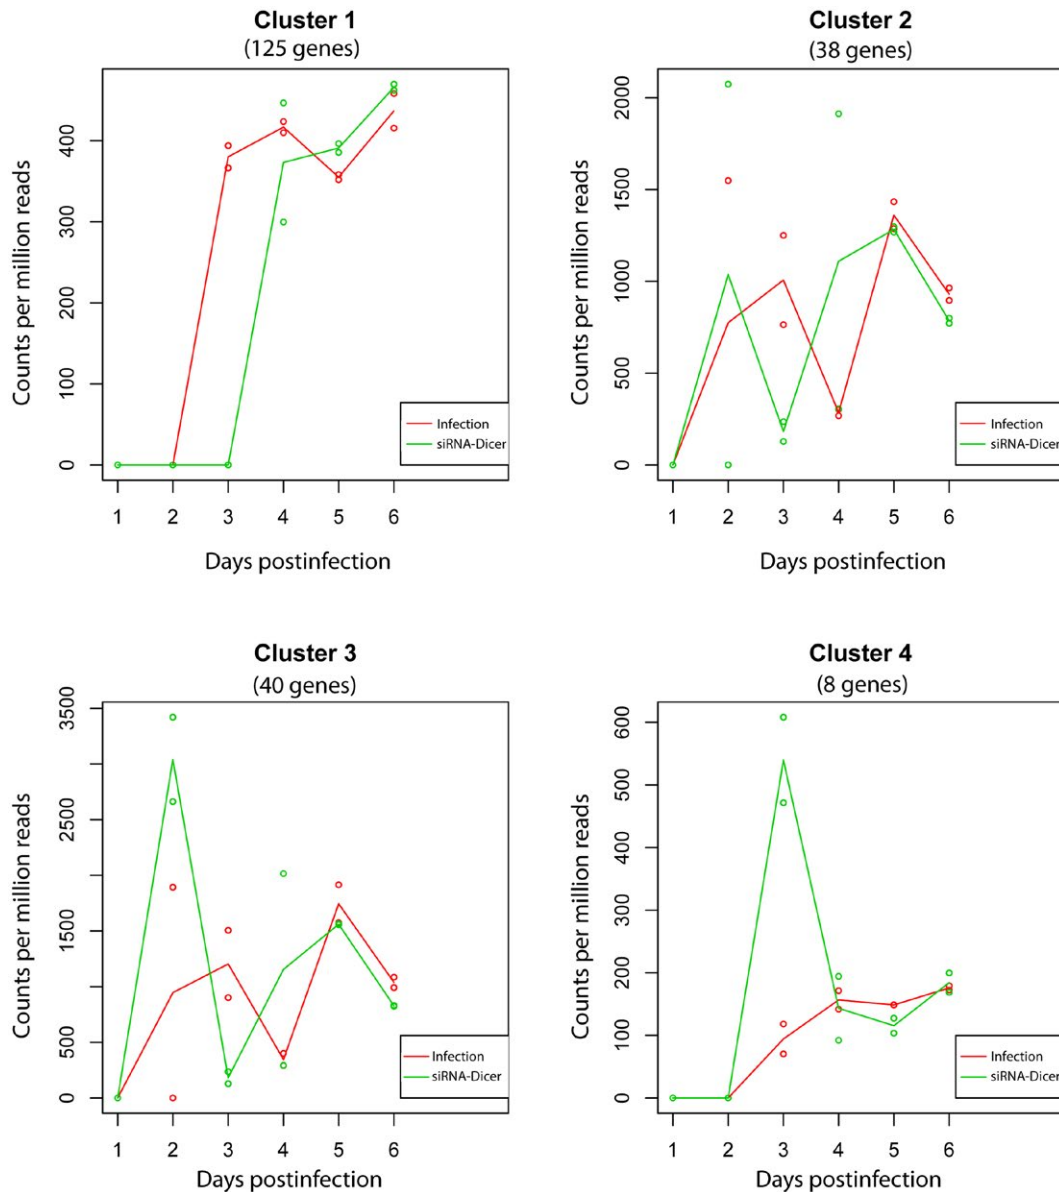 Cluster 1
(125 genes)
Counts per million reads
400
300
200
100
0
Infection
siRNA-Dicer
1 2 3 4 5 6
Days postinfection
Cluster 2
(38 genes)
Counts per million reads
2000
1500
1000
500
0
Infection
siRNA-Dicer
1 2 3 4 5 6
Days postinfection
Cluster 3
(40 genes)
Counts per million reads
3500
2500
1500
500
0
Infection
siRNA-Dicer
1 2 3 4 5 6
Days postinfection
Cluster 4
(8 genes)
Counts per million reads
600
500
400
300
200
100
0
Infection
siRNA-Dicer
1 2 3 4 5 6
Days postinfection